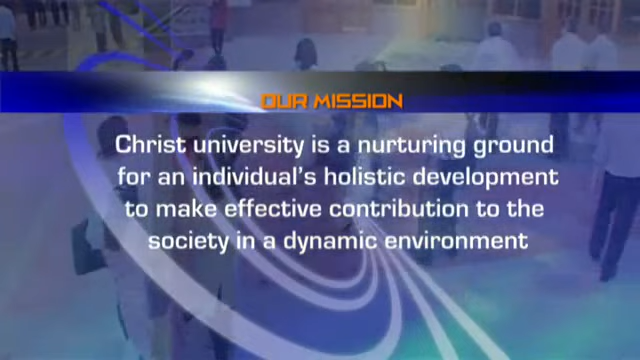 OUR MISSION
Christ university is a nurturing ground
for an individual's holistic development
to make effective contribution to the
society in a dynamic environment